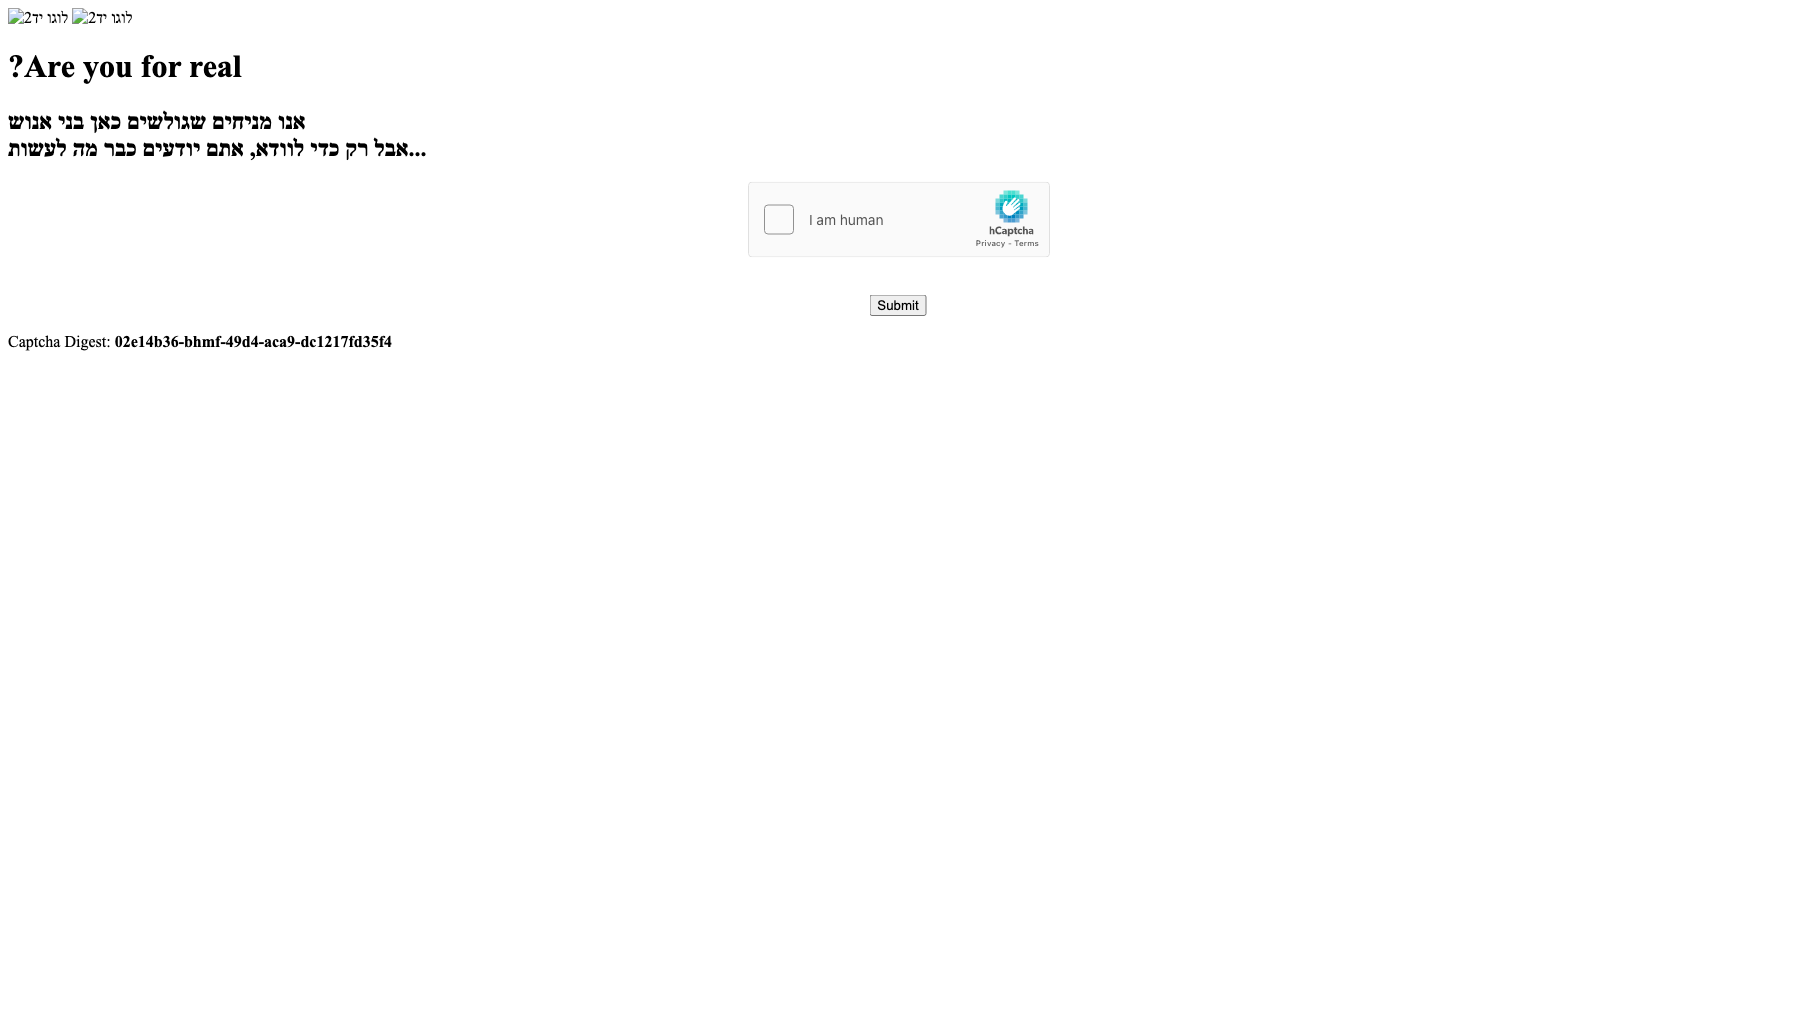 לוגו יד2 לוגו יד2
?Are you for real
אנו מניחים שגולשים כאן בני אנוש
אבל רק כדי לוודא, אתם יודעים כבר מה לעשות...
I am human
hCaptcha
Privacy - Terms
Submit
Captcha Digest: 02e14b36-bhmf-49d4-aca9-dc1217fd35f4